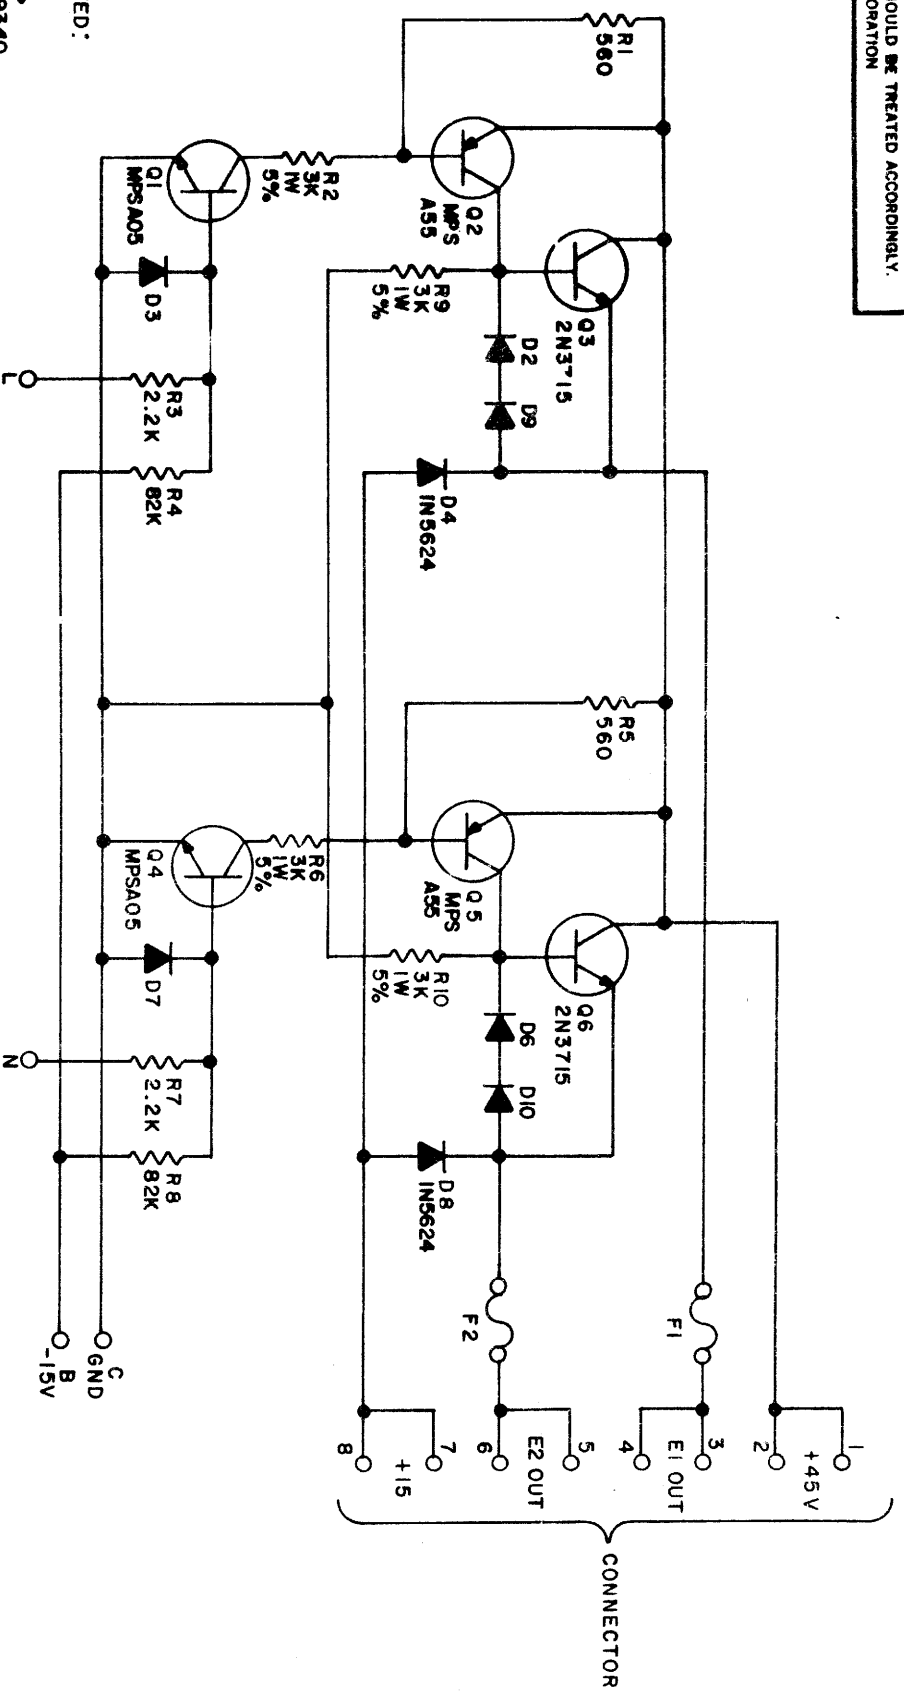 OULD BE TREATED ACCORDINGLY.
ORATION
ED:
R1
560
Q2
MPS
A55
R2
3K
1W
5%
Q1
MPSA05
D3
R3
2.2K
L
R4
82K
Q3
2N3715
R9
3K
1W
5%
D2
D9
D4
IN5624
R5
560
Q5
MPS
A55
R6
3K
1W
5%
Q4
MPSA05
D7
R7
2.2K
N
R8
82K
Q6
2N3715
R10
3K
1W
5%
D6
D10
D8
IN5624
F1
F2
C
GND
B
-15V
1
+45V
2
3
E1 OUT
4
5
E2 OUT
6
7
+15
8
CONNECTOR